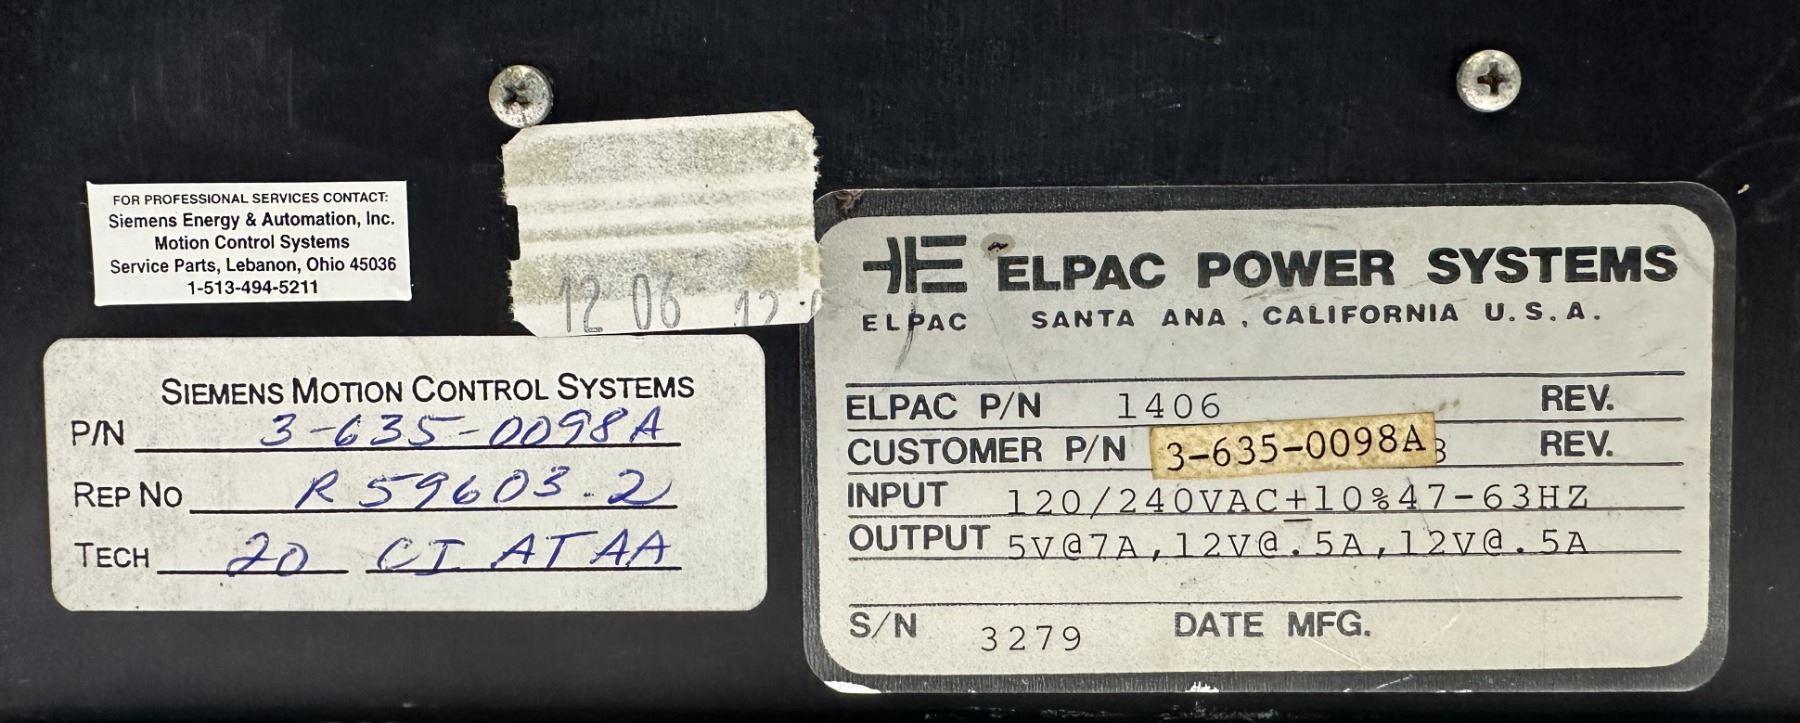 FOR PROFESSIONAL SERVICES CONTACT:
Siemens Energy & Automation, Inc.
Motion Control Systems
Service Parts, Lebanon, Ohio 45036
1-513-494-5211
12 06 12
SIEMENS MOTION CONTROL SYSTEMS
P/N 3-635-0098A
REP NO R59603-2
TECH 20 CI ATAA
ELPAC POWER SYSTEMS
ELPAC SANTA ANA, CALIFORNIA U.S.A.
ELPAC P/N 1406 REV.
CUSTOMER P/N 3-635-0098A REV.
INPUT 120/240VAC±10%47-63HZ
OUTPUT 5V@7A,12V@.5A,12V@.5A
S/N 3279 DATE MFG.